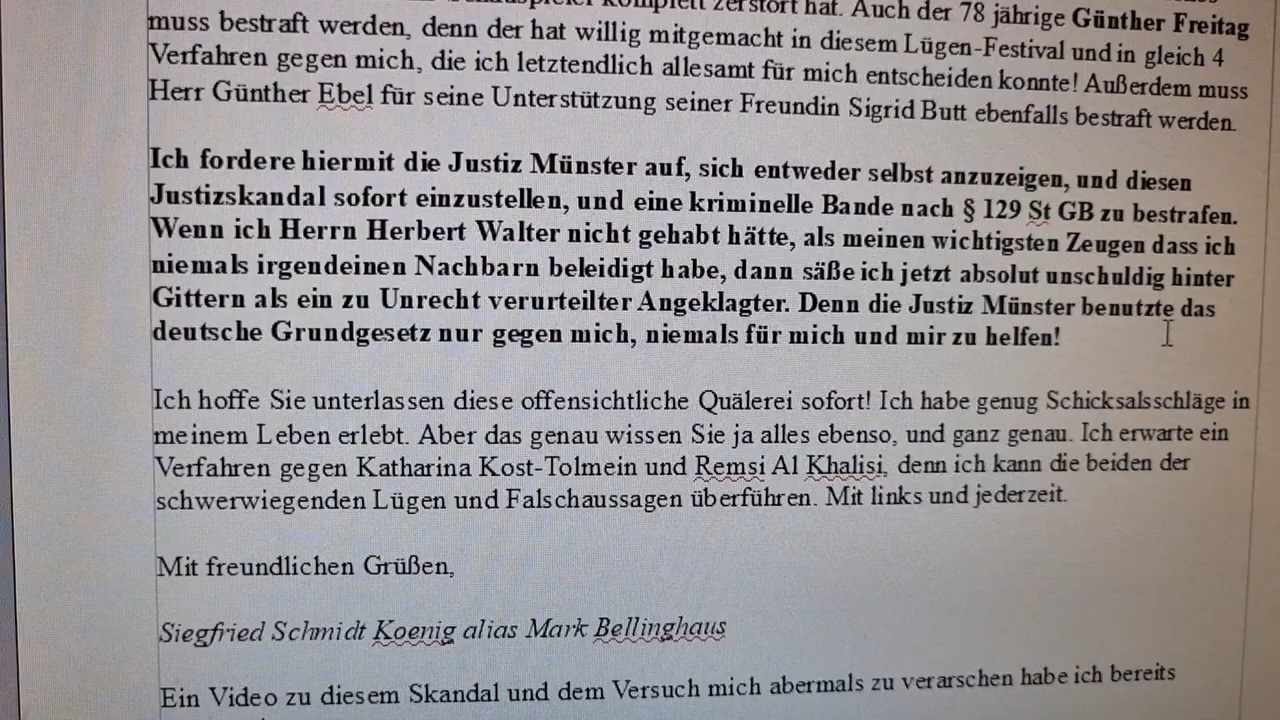 komplett zerstört hat. Auch der 78 jährige Günther Freitag
muss bestraft werden, denn der hat willig mitgemacht in diesem Lügen-Festival und in gleich 4
Verfahren gegen mich, die ich letztendlich allesamt für mich entscheiden konnte! Außerdem muss
Herr Günther Ebel für seine Unterstützung seiner Freundin Sigrid Butt ebenfalls bestraft werden.
Ich fordere hiermit die Justiz Münster auf, sich entweder selbst anzuzeigen, und diesen
Justizskandal sofort einzustellen, und eine kriminelle Bande nach § 129 St GB zu bestrafen.
Wenn ich Herrn Herbert Walter nicht gehabt hätte, als meinen wichtigsten Zeugen dass ich
niemals irgendeinen Nachbarn beleidigt habe, dann säße ich jetzt absolut unschuldig hinter
Gittern als ein zu Unrecht verurteilter Angeklagter. Denn die Justiz Münster benutzte das
deutsche Grundgesetz nur gegen mich, niemals für mich und mir zu helfen!
Ich hoffe Sie unterlassen diese offensichtliche Quälerei sofort! Ich habe genug Schicksalsschläge in
meinem Leben erlebt. Aber das genau wissen Sie ja alles ebenso, und ganz genau. Ich erwarte ein
Verfahren gegen Katharina Kost-Tolmein und Remsi Al Khalisi, denn ich kann die beiden der
schwerwiegenden Lügen und Falschaussagen überführen. Mit links und jederzeit.
Mit freundlichen Grüßen,
Siegfried Schmidt Koenig alias Mark Bellinghaus
Ein Video zu diesem Skandal und dem Versuch mich abermals zu verarschen habe ich bereits